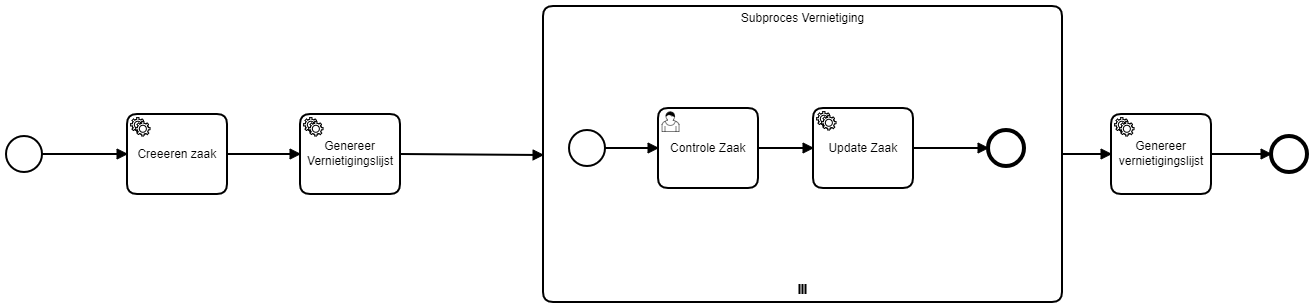 Subproces Vernietiging
Creeeren zaak
Genereer
Vernietigingslijst
Controle Zaak
Update Zaak
Genereer
vernietigingslijst